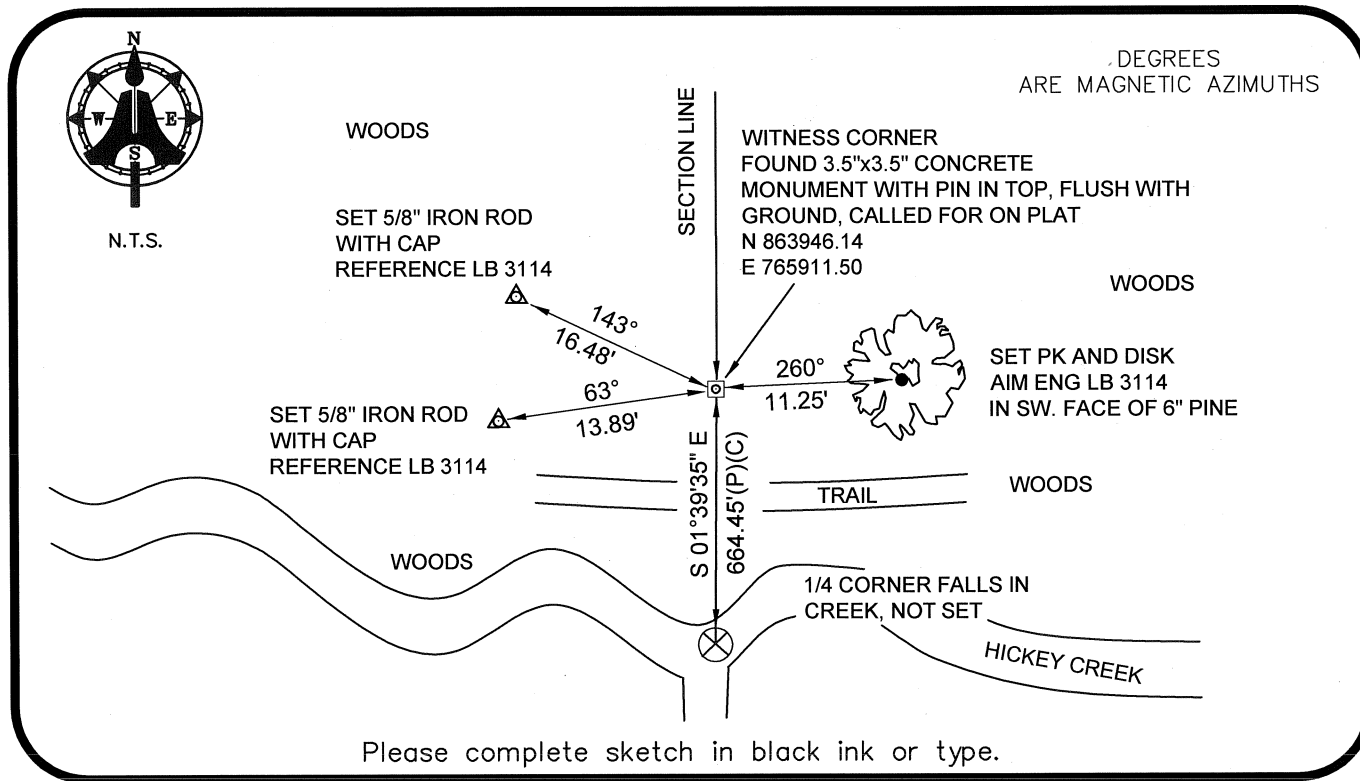 N
W
E
S
N.T.S.
DEGREES
ARE MAGNETIC AZIMUTHS
WOODS
SECTION LINE
WITNESS CORNER
FOUND 3.5"x3.5" CONCRETE
MONUMENT WITH PIN IN TOP, FLUSH WITH
GROUND, CALLED FOR ON PLAT
N 863946.14
E 765911.50
SET 5/8" IRON ROD
WITH CAP
REFERENCE LB 3114
WOODS
143°
16.48'
260°
11.25'
SET PK AND DISK
AIM ENG LB 3114
IN SW. FACE OF 6" PINE
63°
13.89'
SET 5/8" IRON ROD
WITH CAP
REFERENCE LB 3114
S 01°39'35" E
664.45'(P)(C)
TRAIL
WOODS
WOODS
1/4 CORNER FALLS IN
CREEK, NOT SET
HICKEY CREEK
Please complete sketch in black ink or type.